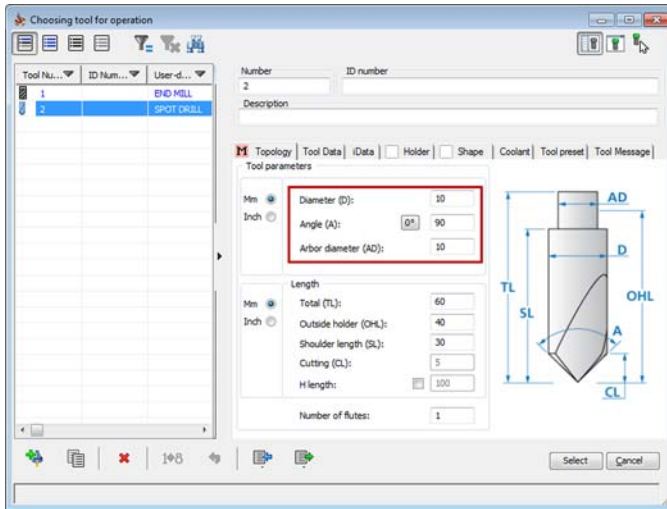 Choosing tool for operation
Tool Nu... ID Num... User-d...
1 END MILL
2 SPOT DRILL
Number ID number
2
Description
M Topology Tool Data iData Holder Shape Coolant Tool preset Tool Message
Tool parameters
Mm Diameter (D): 10
Inch Angle (A): 0° 90
Arbor diameter (AD): 10
Length
Mm Total (TL): 60
Inch Outside holder (OHL): 40
Shoulder length (SL): 30
Cutting (CL): 5
H length: 100
Number of flutes: 1
AD
D
TL
SL
OHL
A
CL
Select Cancel